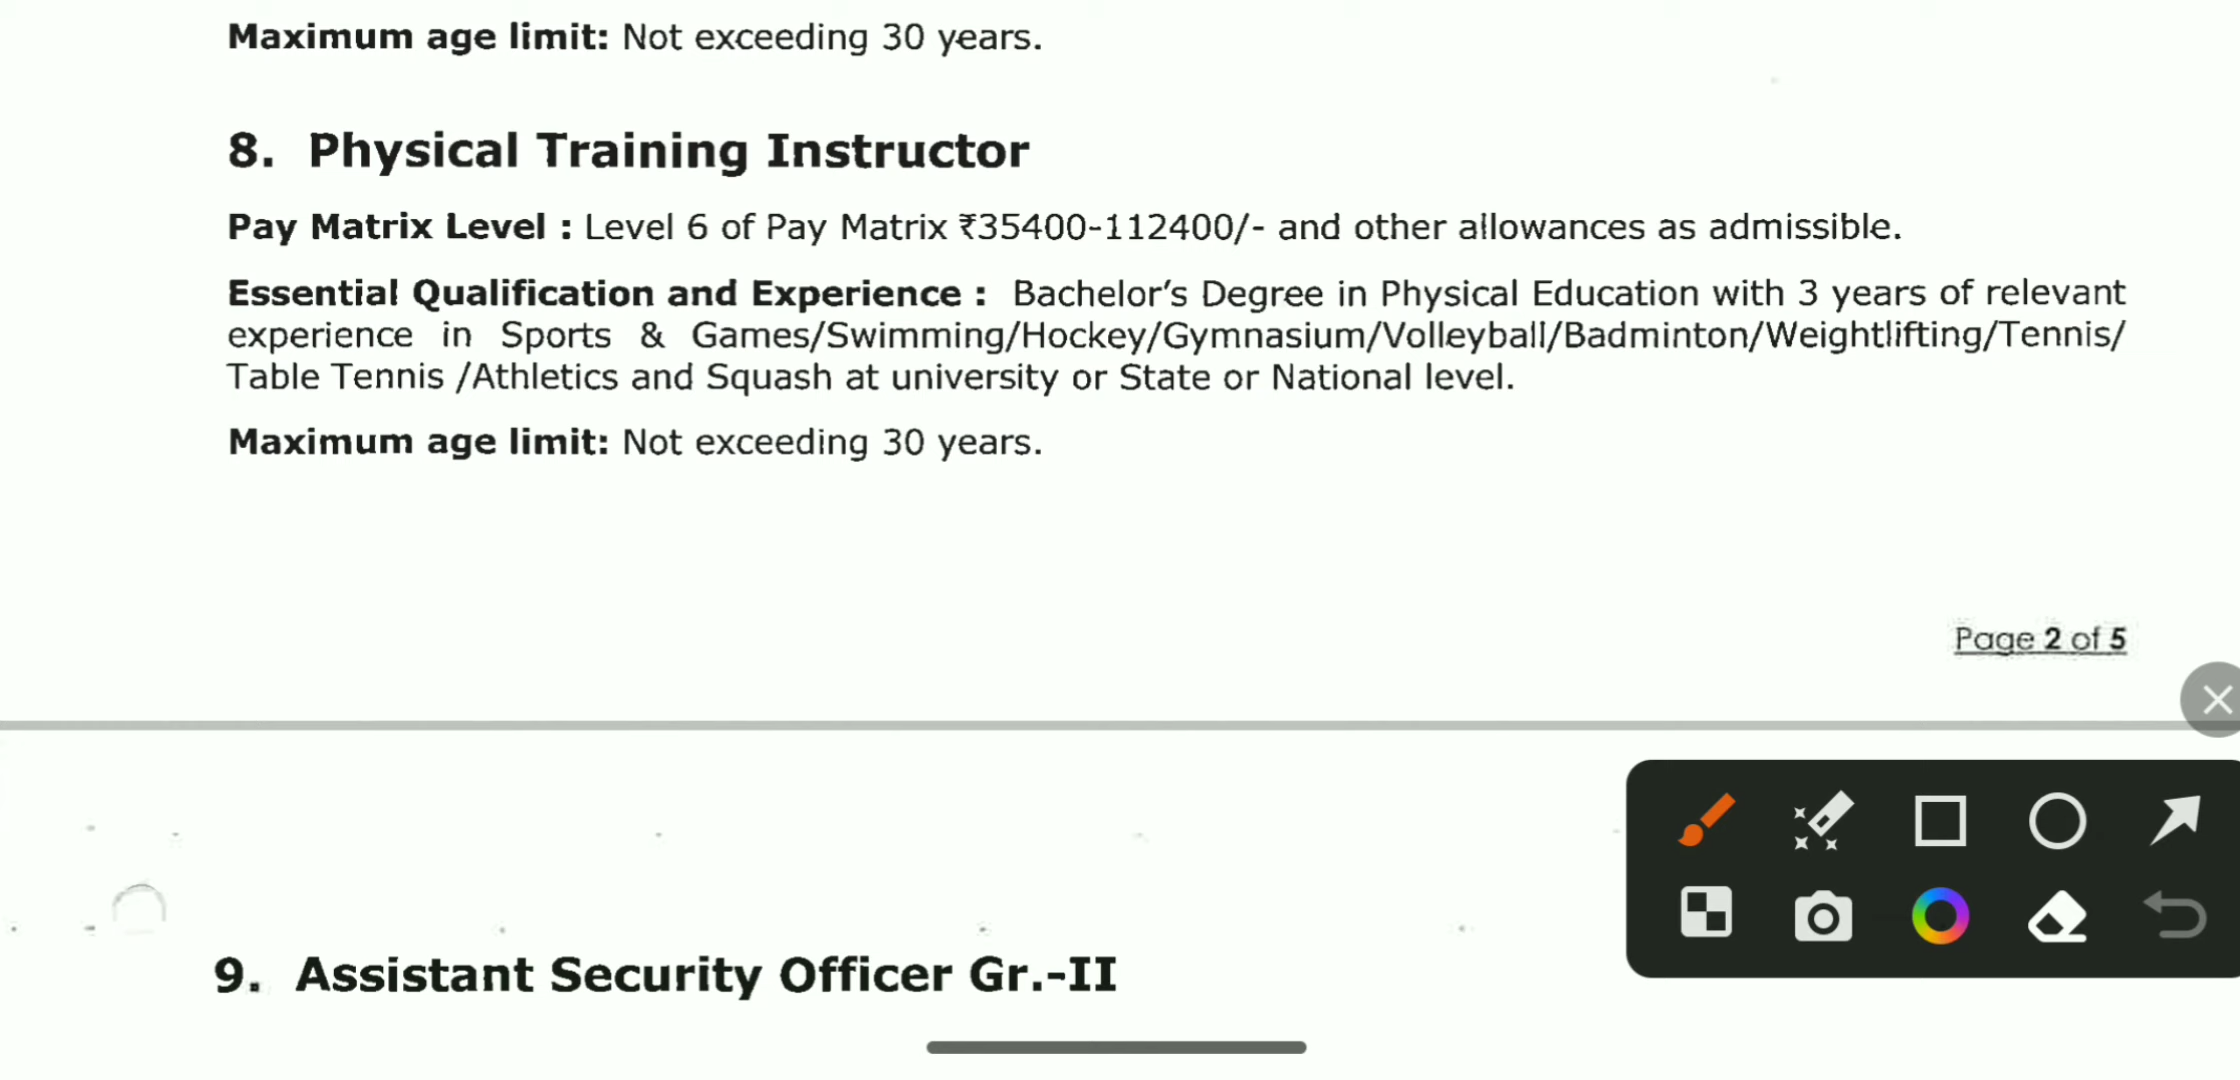 Maximum age limit: Not exceeding 30 years.
8. Physical Training Instructor
Pay Matrix Level : Level 6 of Pay Matrix ₹35400-112400/- and other allowances as admissible.
Essential Qualification and Experience : Bachelor’s Degree in Physical Education with 3 years of relevant
experience in Sports & Games/Swimming/Hockey/Gymnasium/Volleyball/Badminton/Weightlifting/Tennis/
Table Tennis /Athletics and Squash at university or State or National level.
Maximum age limit: Not exceeding 30 years.
Page 2 of 5
9. Assistant Security Officer Gr.-II